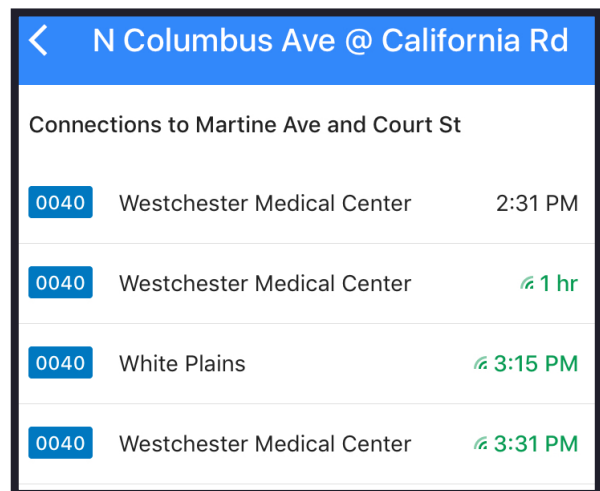 N Columbus Ave @ California Rd
Connections to Martine Ave and Court St
0040 Westchester Medical Center 2:31 PM
0040 Westchester Medical Center 1 hr
0040 White Plains 3:15 PM
0040 Westchester Medical Center 3:31 PM